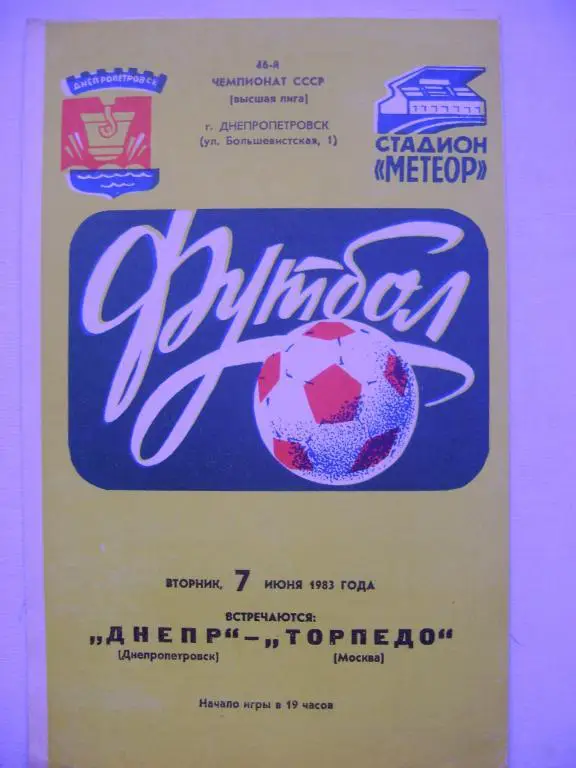 ДНЕПРОПЕТРОВСК
46-й
ЧЕМПИОНАТ СССР
(высшая лига)
г. ДНЕПРОПЕТРОВСК
(ул. Большевистская, 1)
СТАДИОН
«МЕТЕОР»
Футбол
ВТОРНИК, 7 ИЮНЯ 1983 ГОДА
ВСТРЕЧАЮТСЯ:
„ДНЕПР“–„ТОРПЕДО“
(Днепропетровск) (Москва)
Начало игры в 19 часов